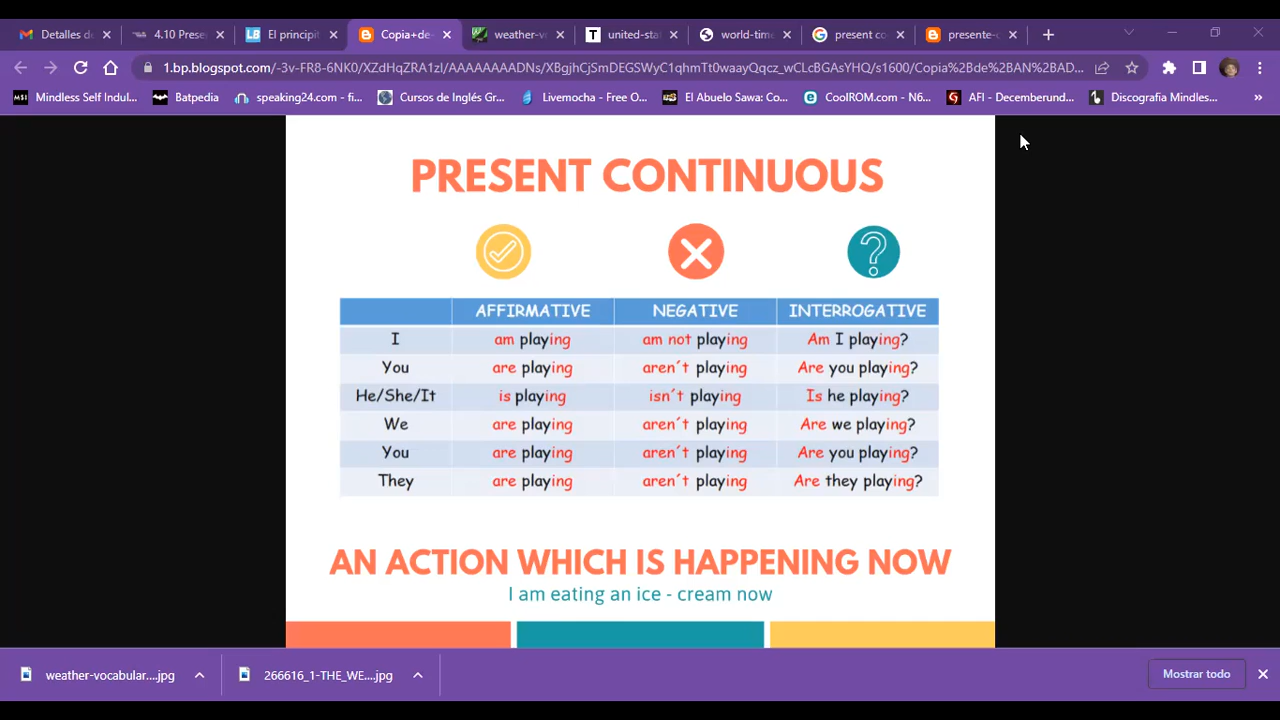 Detalles d
4.10 Prese
El principit
Copia+de
weather-v
united-sta
world-time
present co
presente-c
1.bp.blogspot.com/-3v-FR8-6NK0/XZdHqZRA1zI/AAAAAAAADNs/XBgjhCjSmDEGSWyC1qhmTt0waayQqcz_wCLcBGAsYHQ/s1600/Copia%2Bde%2BAN%2BAD...
Mindless Self Indul...
Batpedia
speaking24.com - fi...
Cursos de Inglés Gr...
Livemocha - Free O...
El Abuelo Sawa: Co...
CoolROM.com - N6...
AFI - Decemberund...
Discografia Mindles...
PRESENT CONTINUOUS
AFFIRMATIVE NEGATIVE INTERROGATIVE
I am playing am not playing Am I playing?
You are playing aren´t playing Are you playing?
He/She/It is playing isn´t playing Is he playing?
We are playing aren´t playing Are we playing?
You are playing aren´t playing Are you playing?
They are playing aren´t playing Are they playing?
AN ACTION WHICH IS HAPPENING NOW
I am eating an ice - cream now
weather-vocabular....jpg
266616_1-THE_WE....jpg
Mostrar todo